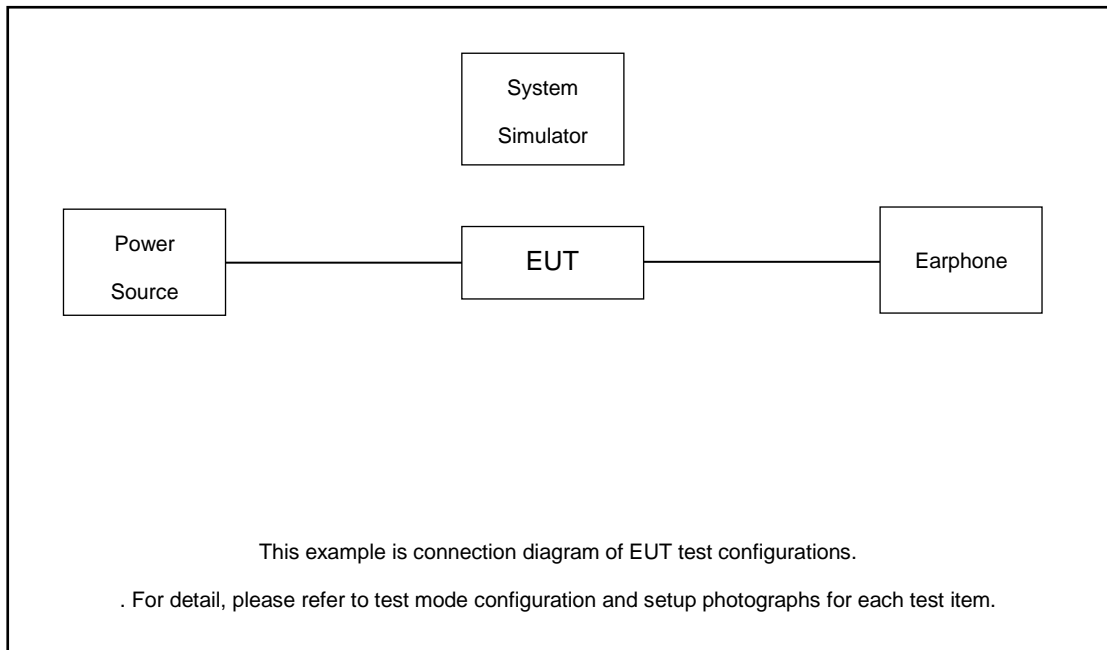 System
Simulator
Power
Source
EUT
Earphone
This example is connection diagram of EUT test configurations.
. For detail, please refer to test mode configuration and setup photographs for each test item.